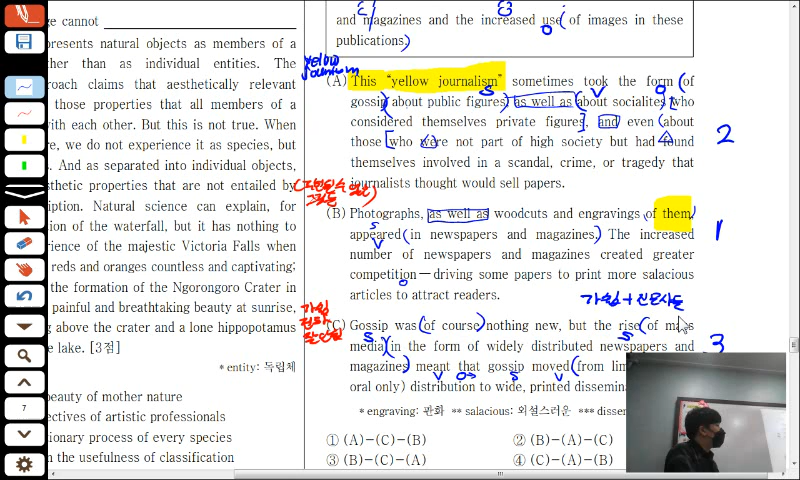 ge cannot
presents natural objects as members of a
ther than as individual entities. The
roach claims that aesthetically relevant
those properties that all members of a
with each other. But this is not true. When
re, we do not experience it as species, but
s. And as separated into individual objects,
sthetic properties that are not entailed by
ription. Natural science can explain, for
ion of the waterfall, but it has nothing to
rience of the majestic Victoria Falls when
reds and oranges countless and captivating;
the formation of the Ngorongoro Crater in
painful and breathtaking beauty at sunrise,
g above the crater and a lone hippopotamus
e lake. [3점]
* entity: 독립체
beauty of mother nature
ectives of artistic professionals
tionary process of every species
n the usefulness of classification
7
and magazines and the increased use of images in these
publications)
yellow
journalism
(A) This “yellow journalism” sometimes took the form of
gossip about public figures, as well as about socialites who
considered themselves private figures, and even about
those who were not part of high society but had found
themselves involved in a scandal, crime, or tragedy that
journalists thought would sell papers.
2
(B) Photographs, as well as woodcuts and engravings of them,
appeared in newspapers and magazines. The increased
number of newspapers and magazines created greater
competition—driving some papers to print more salacious
articles to attract readers.
1
(C) Gossip was of course nothing new, but the rise of mass
media in the form of widely distributed newspapers and
magazines meant that gossip moved from lim
oral only) distribution to wide, printed dissemin
3
* engraving: 판화 ** salacious: 외설스러운 *** disse
① (A)-(C)-(B)
② (B)-(A)-(C)
③ (B)-(C)-(A)
④ (C)-(A)-(B)